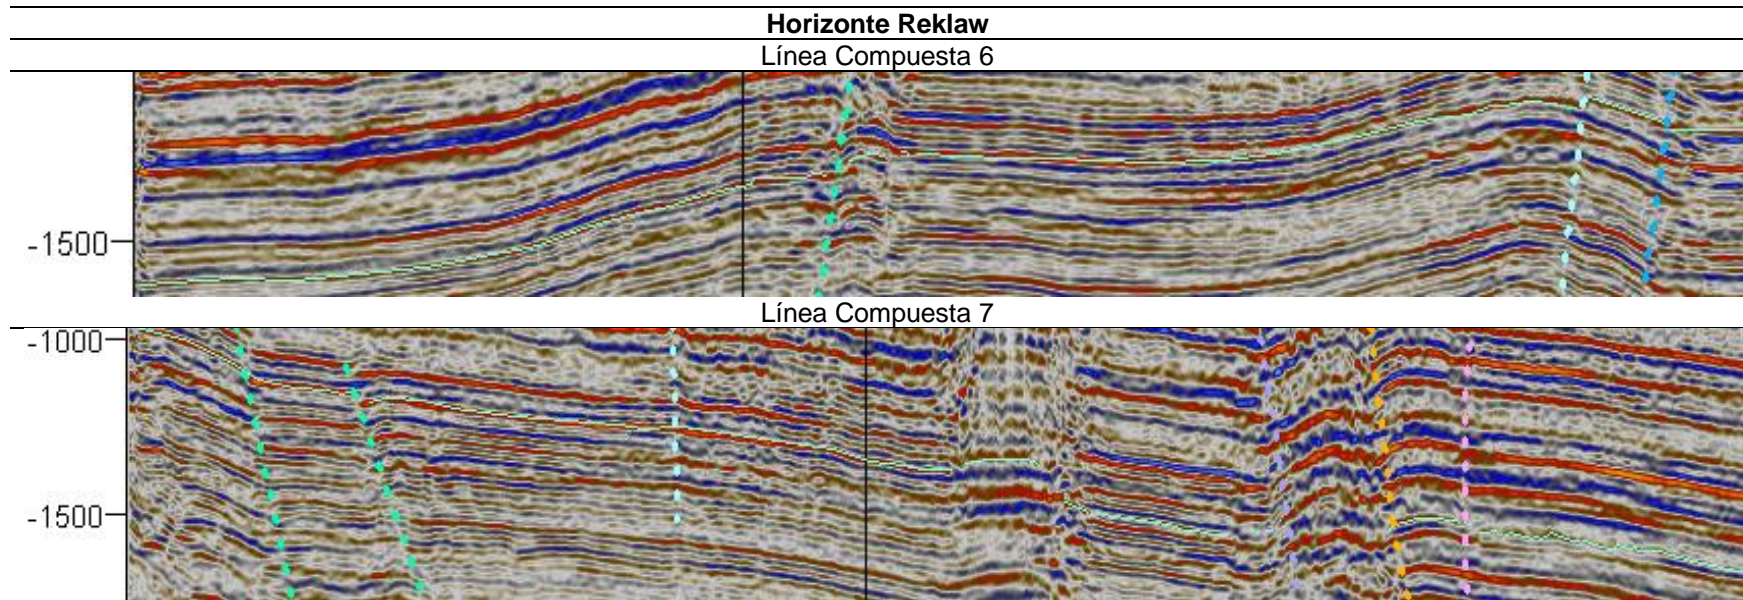 Horizonte Reklaw
Línea Compuesta 6
-1500
Línea Compuesta 7
-1000
-1500